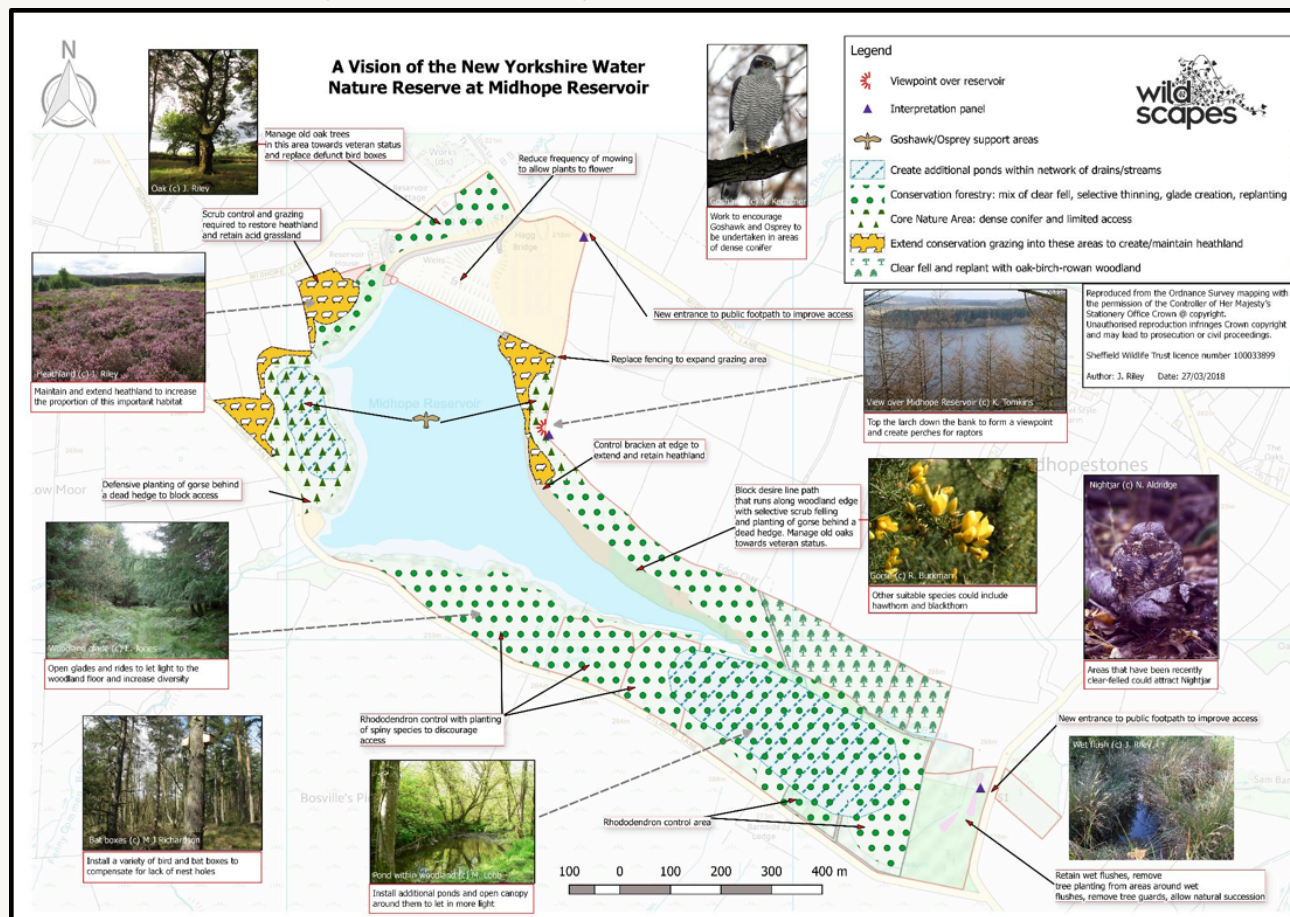 N
A Vision of the New Yorkshire Water
Nature Reserve at Midhope Reservoir
Legend
Viewpoint over reservoir
Interpretation panel
Goshawk/Osprey support areas
Create additional ponds within network of drains/streams
Conservation forestry: mix of clear fell, selective thinning, glade creation, replanting
Core Nature Area: dense conifer and limited access
Extend conservation grazing into these areas to create/maintain heathland
Clear fell and replant with oak-birch-rowan woodland
wild
scapes
Reproduced from the Ordnance Survey mapping with
the permission of the Controller of Her Majesty's
Stationery Office Crown @ copyright.
Unauthorised reproduction infringes Crown copyright
and may lead to prosecution or civil proceedings.
Sheffield Wildlife Trust licence number 100033899
Author: J. Riley Date: 27/03/2018
Oak (c) J. Riley
Manage old oak trees
in this area towards veteran status
and replace defunct bird boxes
Reduce frequency of mowing
to allow plants to flower
Works (dis)
Reservoir
Cottage
Hagg
Bridge
Weirs
Reservoir
House
Work to encourage
Goshawk and Osprey to
be undertaken in areas
of dense conifer
Scrub control and grazing
required to restore heathland
and retain acid grassland
Heathland (c) J. Riley
Maintain and extend heathland to increase
the proportion of this important habitat
New entrance to public footpath to improve access
Replace fencing to expand grazing area
View over Midhope Reservoir (c) K. Tomkins
Top the larch down the bank to form a viewpoint
and create perches for raptors
Midhope Reservoir
Control bracken at edge to
extend and retain heathland
Defensive planting of gorse behind
a dead hedge to block access
Block desire line path
that runs along woodland edge
with selective scrub felling
and planting of gorse behind a
dead hedge. Manage old oaks
towards veteran status.
dhopestones
Gorse (c) R. Burkmar
Other suitable species could include
hawthorn and blackthorn
Nightjar (c) N. Aldridge
Areas that have been recently
clear-felled could attract Nightjar
Edge Cliff
Woodland glade (c) E. Jones
Open glades and rides to let light to the
woodland floor and increase diversity
Rhododendron control with planting
of spiny species to discourage
access
Bosville's
Bat boxes (c) M J Richardson
Install a variety of bird and bat boxes to
compensate for lack of nest holes
Pond within woodland (c) M. Lobb
Install additional ponds and open canopy
around them to let in more light
Rhododendron control area
Lodge
100 0 100 200 300 400 m
New entrance to public footpath to improve access
Wet flush (c) J. Riley
Retain wet flushes, remove
tree planting from areas around wet
flushes, remove tree guards, allow natural succession